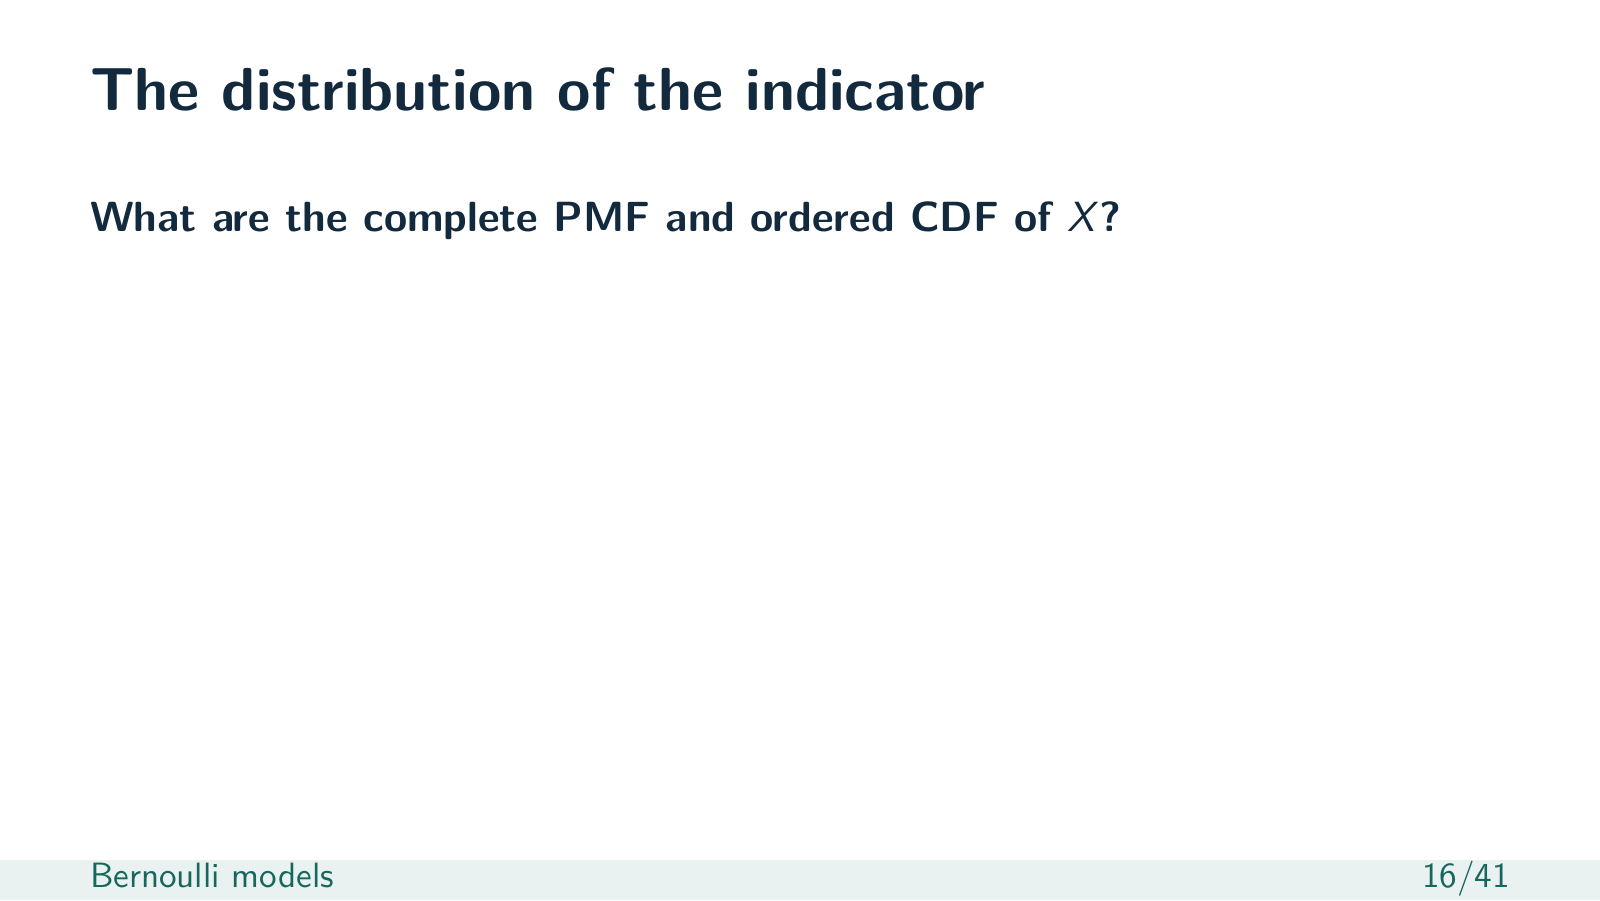 The distribution of the indicator
What are the complete PMF and ordered CDF of X?
Bernoulli models
16/41